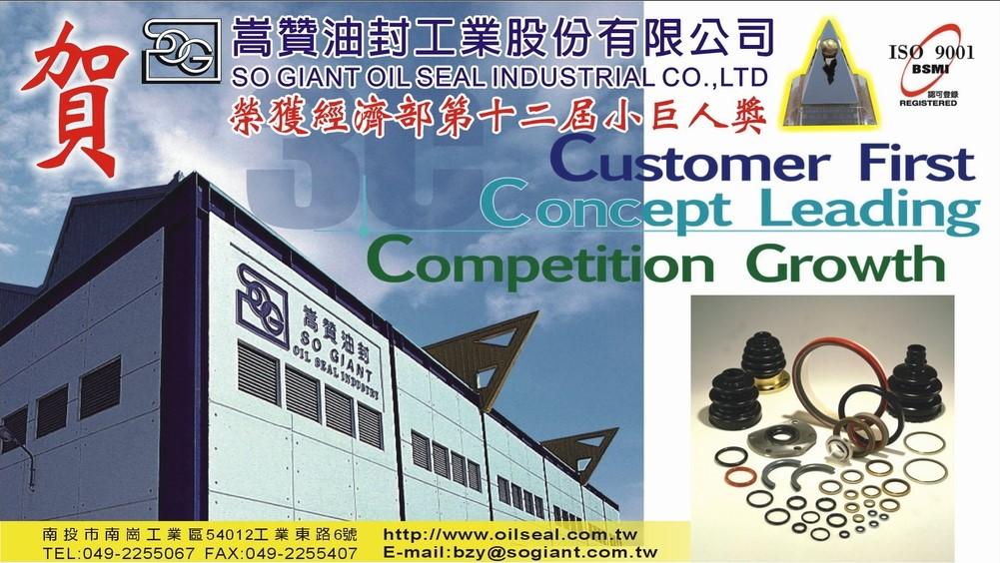 賀
SOG
嵩贊油封工業股份有限公司
SO GIANT OIL SEAL INDUSTRIAL CO.,LTD
榮獲經濟部第十二屆小巨人獎
ISO 9001
BSMI
認可登錄
REGISTERED
3C
Customer First
Concept Leading
Competition Growth
SOG
嵩贊油封
SO GIANT
OIL SEAL INDUSTRY
南投市南崗工業區54012工業東路6號
TEL:049-2255067 FAX:049-2255407
http://www.oilseal.com.tw
E-mail:bzy@sogiant.com.tw